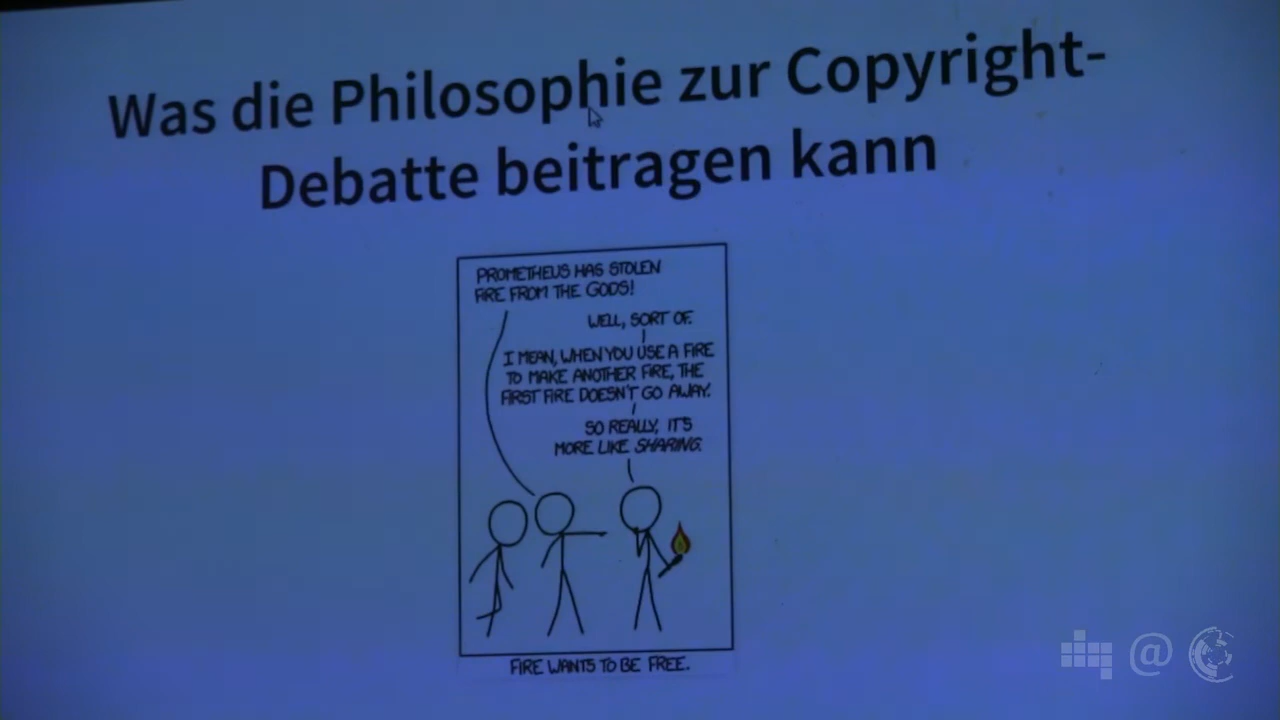 Was die Philosophie zur Copyright-
Debatte beitragen kann
PROMETHEUS HAS STOLEN
FIRE FROM THE GODS!
WELL, SORT OF.
I MEAN, WHEN YOU USE A FIRE
TO MAKE ANOTHER FIRE, THE
FIRST FIRE DOESN'T GO AWAY.
SO REALLY, IT'S
MORE LIKE SHARING.
FIRE WANTS TO BE FREE.
@